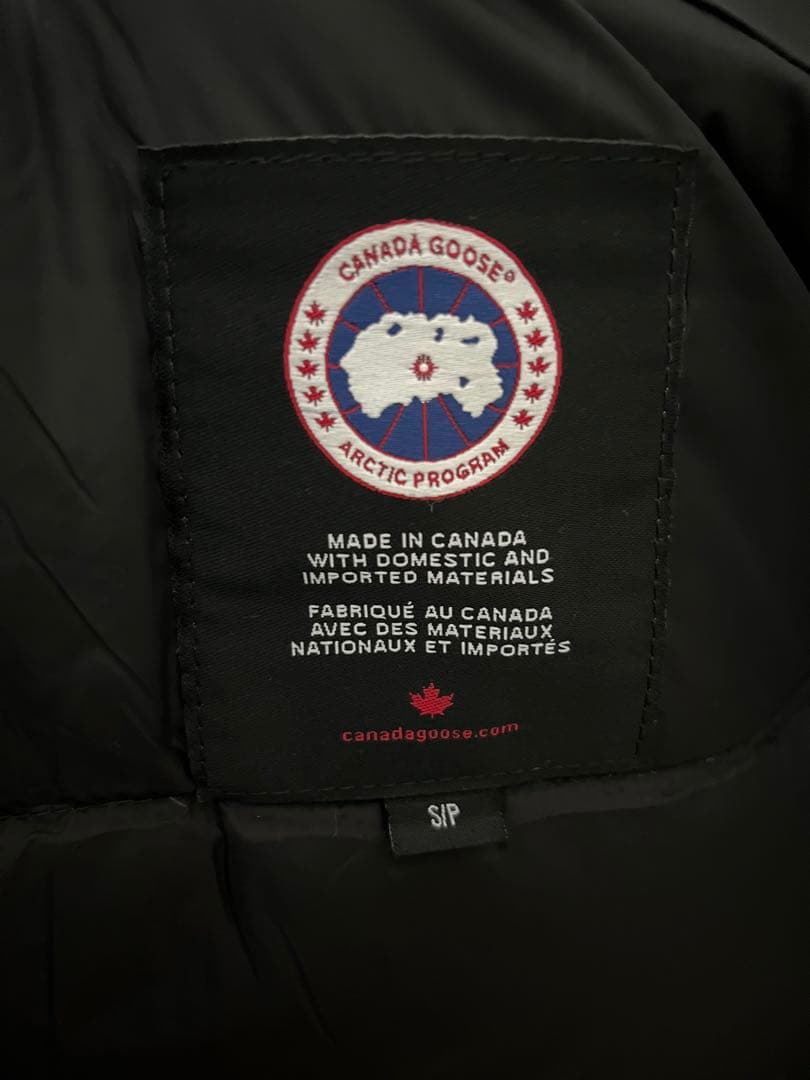 CANADA GOOSE®
ARCTIC PROGRAM
MADE IN CANADA
WITH DOMESTIC AND
IMPORTED MATERIALS
FABRIQUÉ AU CANADA
AVEC DES MATERIAUX
NATIONAUX ET IMPORTÉS
canadagoose.com
S/P